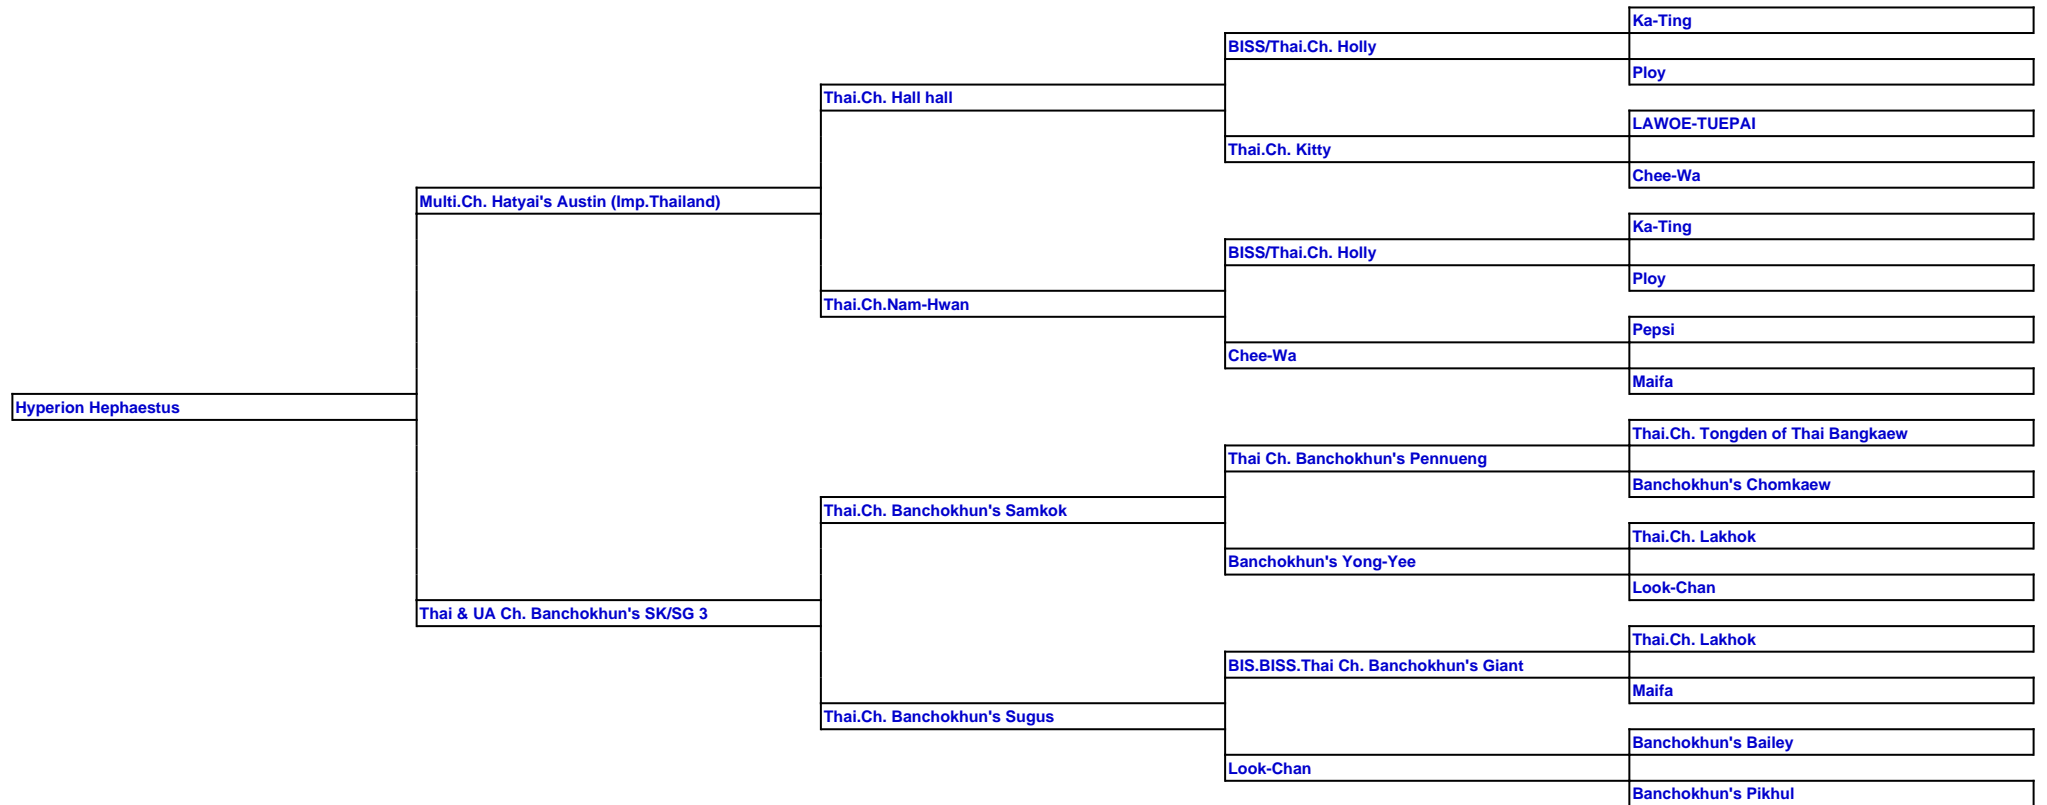 Ka-Ting
BISS/Thai.Ch. Holly
Ploy
Thai.Ch. Hall hall
LAWOE-TUEPAI
Thai.Ch. Kitty
Chee-Wa
Multi.Ch. Hatyai's Austin (Imp.Thailand)
Ka-Ting
BISS/Thai.Ch. Holly
Ploy
Thai.Ch.Nam-Hwan
Pepsi
Chee-Wa
Maifa
Hyperion Hephaestus
Thai.Ch. Tongden of Thai Bangkaew
Thai Ch. Banchokhun's Pennueng
Banchokhun's Chomkaew
Thai.Ch. Banchokhun's Samkok
Thai.Ch. Lakhok
Banchokhun's Yong-Yee
Look-Chan
Thai & UA Ch. Banchokhun's SK/SG 3
Thai.Ch. Lakhok
BIS.BISS.Thai Ch. Banchokhun's Giant
Maifa
Thai.Ch. Banchokhun's Sugus
Banchokhun's Bailey
Look-Chan
Banchokhun's Pikhul